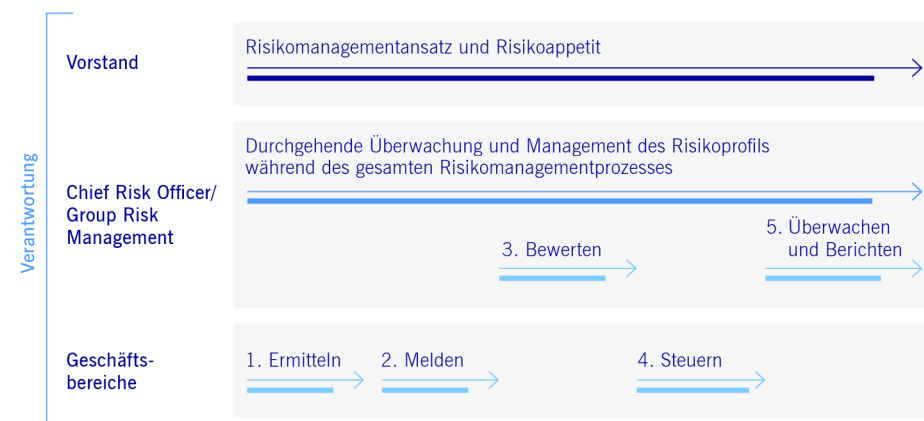 Verantwortung
Vorstand
Risikomanagementansatz und Risikoappetit
Chief Risk Officer/
Group Risk
Management
Durchgehende Überwachung und Management des Risikoprofils
während des gesamten Risikomanagementprozesses
3. Bewerten
5. Überwachen
und Berichten
Geschäfts-
bereiche
1. Ermitteln
2. Melden
4. Steuern